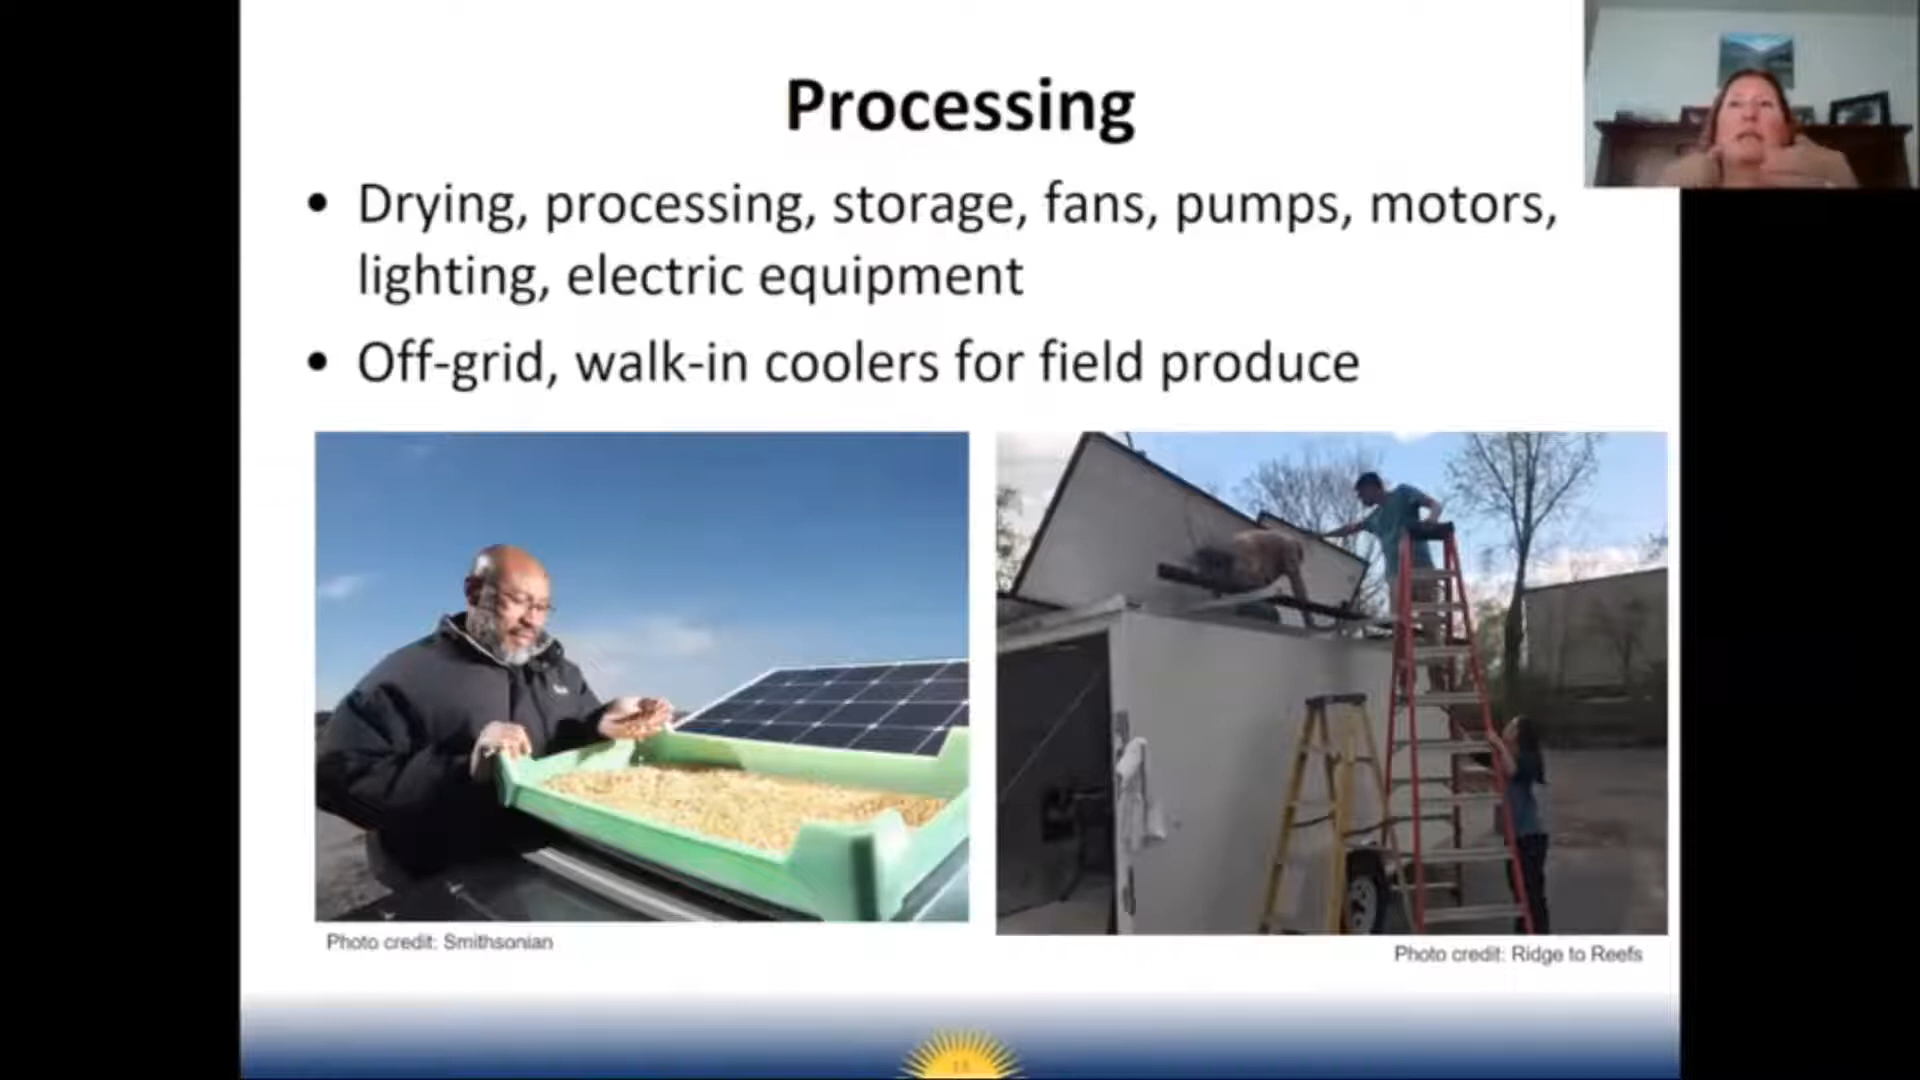 Processing
• Drying, processing, storage, fans, pumps, motors,
lighting, electric equipment
• Off-grid, walk-in coolers for field produce
Photo credit: Smithsonian
Photo credit: Ridge to Reefs